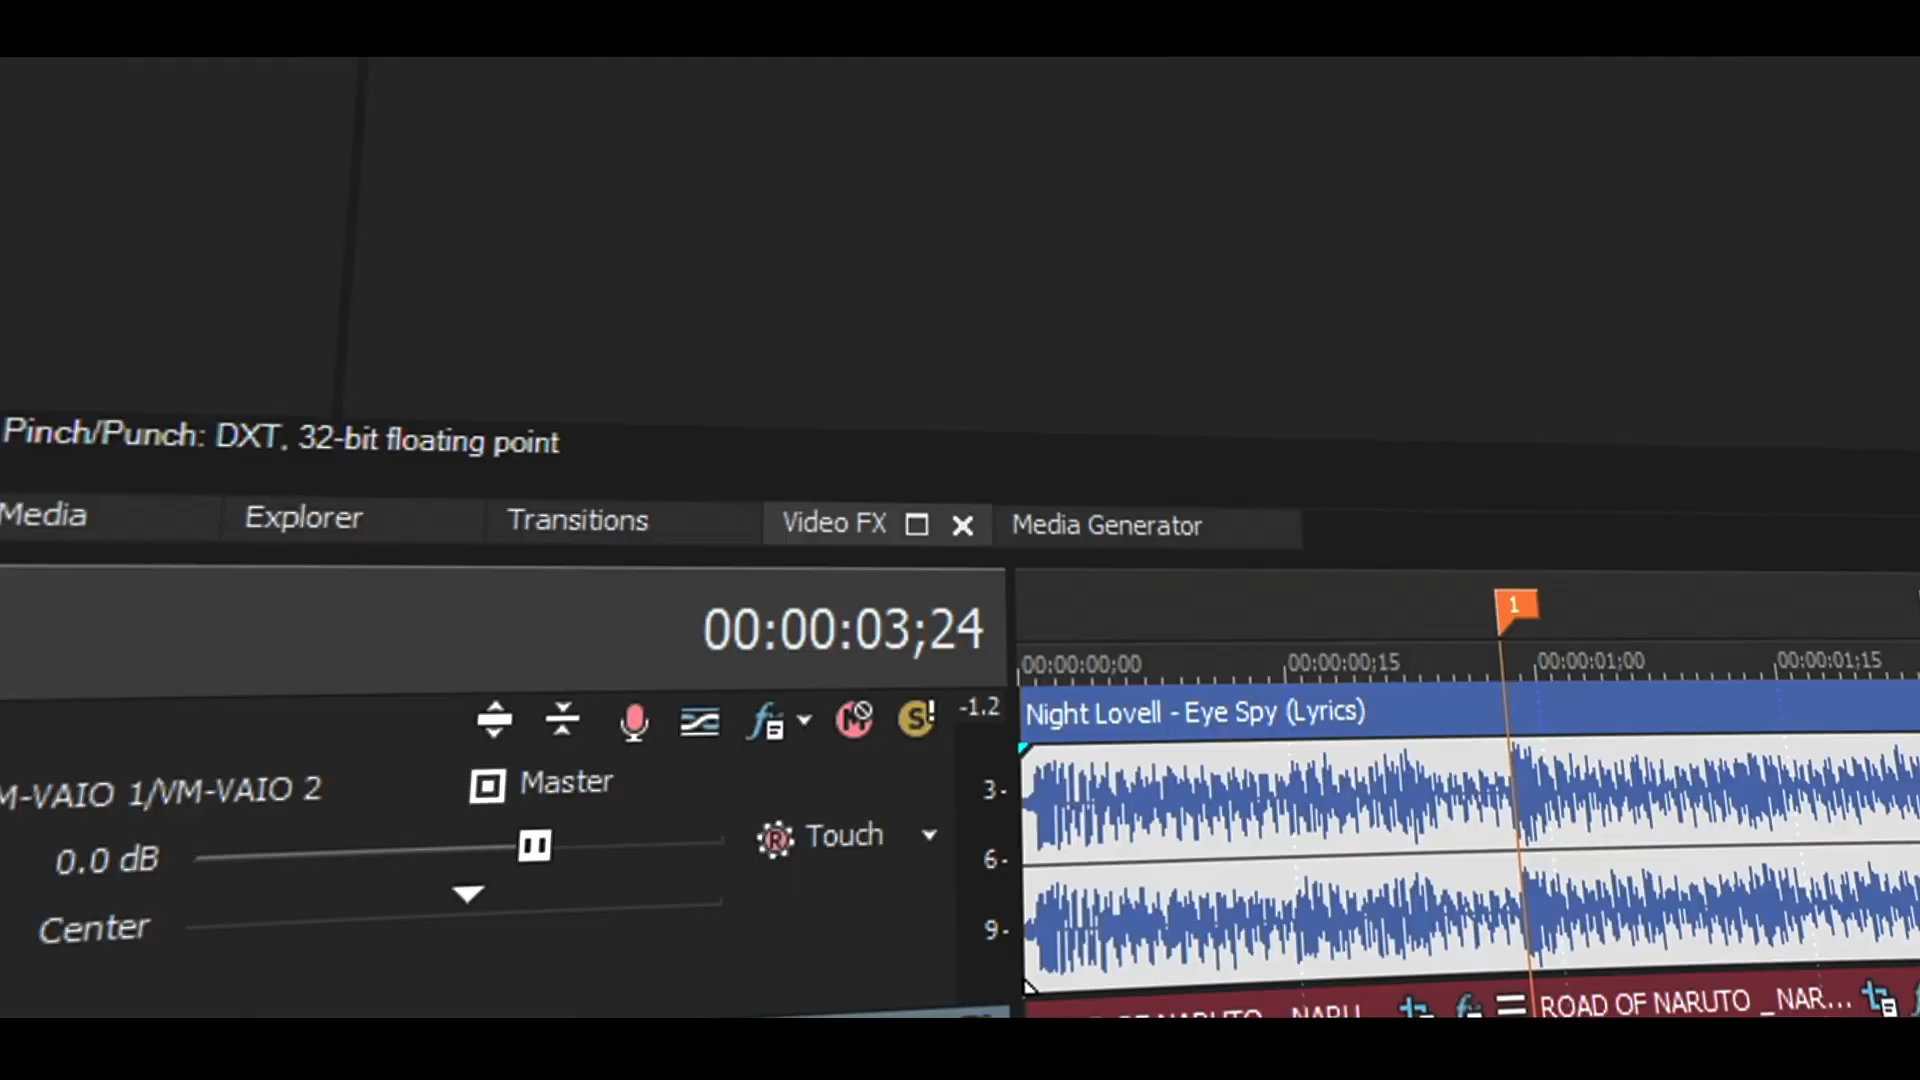 Pinch/Punch: DXT, 32-bit floating point
Media Explorer Transitions Video FX Media Generator
00:00:03;24
1
00:00:00;00 00:00:00;15 00:00:01;00 00:00:01;15
-1.2
Night Lovell - Eye Spy (Lyrics)
M-VAIO 1/VM-VAIO 2 Master
3-
0.0 dB R Touch
6-
Center
9-
NARUTO _NARU
ROAD OF NARUTO _NAR...